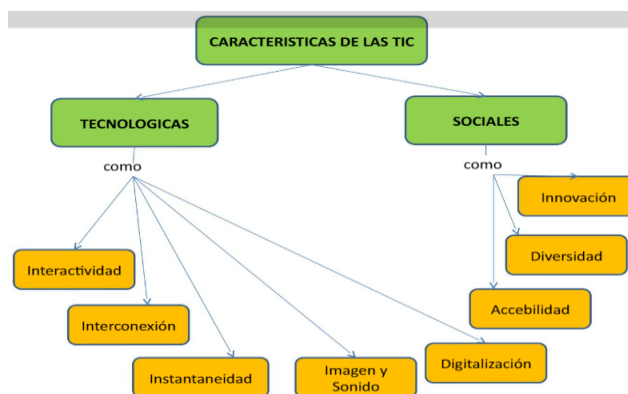 CARACTERISTICAS DE LAS TIC
TECNOLOGICAS
SOCIALES
como
como
Innovación
Diversidad
Interactividad
Accebilidad
Interconexión
Digitalización
Instantaneidad
Imagen y
Sonido